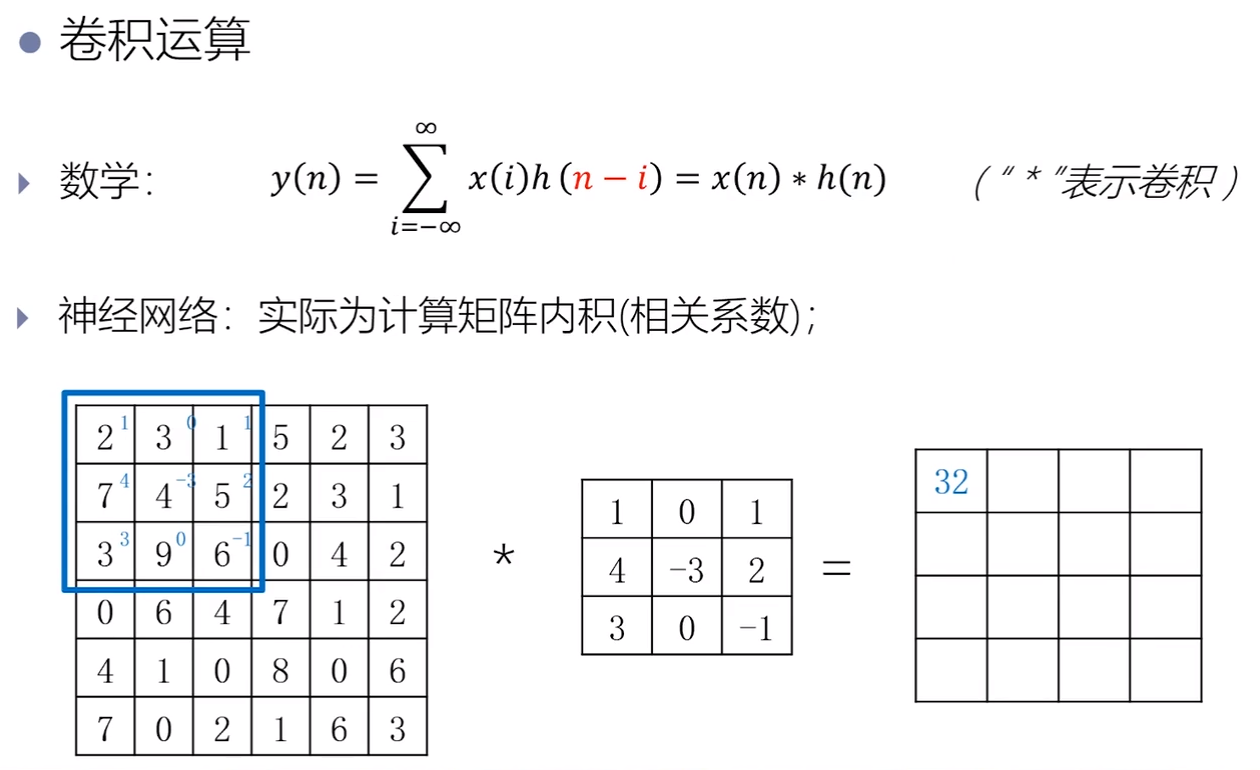 卷积运算
数学: y(n) = ∑_{i=-∞}^{∞} x(i)h(n − i) = x(n) ∗ h(n) (“*”表示卷积)
神经网络: 实际为计算矩阵内积(相关系数);
2 1 3 0 1 1 5 2 3
7 4 4 -3 5 2 2 3 1
3 3 9 0 6 -1 0 4 2
0 6 4 7 1 2
4 1 0 8 0 6
7 0 2 1 6 3
*
1 0 1
4 -3 2
3 0 -1
=
32